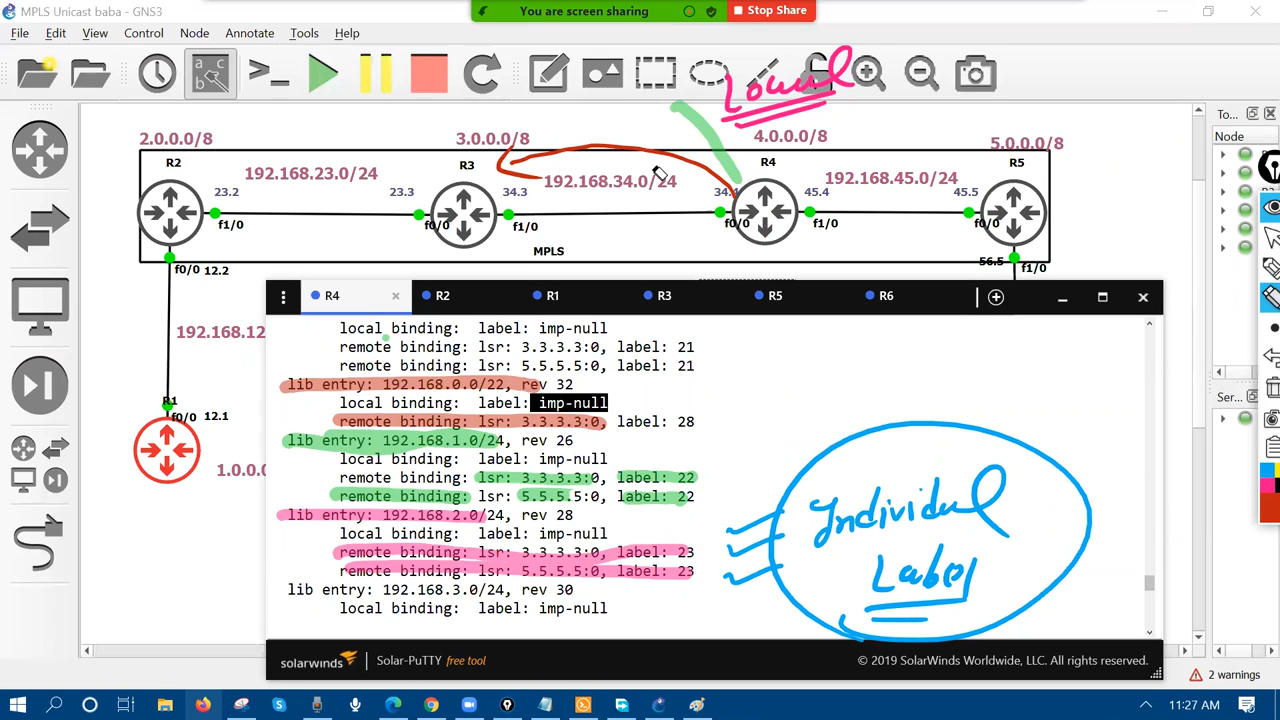 MPLS Unicast baba - GNS3
You are screen sharing
Stop Share
File Edit View Control Node Annotate Tools Help
2.0.0.0/8
3.0.0.0/8
4.0.0.0/8
5.0.0.0/8
R2
R3
R4
R5
192.168.23.0/24
192.168.34.0/24
192.168.45.0/24
23.2
23.3
34.3
45.4
45.5
f1/0
f0/0
f1/0
f0/0
f1/0
f0/0
MPLS
f0/0 12.2
56.5
f1/0
192.168.12
R1
f0/0 12.1
1.0.0.0
R4
R2
R1
R3
R5
R6
local binding: label: imp-null
remote binding: lsr: 3.3.3.3:0, label: 21
remote binding: lsr: 5.5.5.5:0, label: 21
lib entry: 192.168.0.0/22, rev 32
local binding: label: imp-null
remote binding: lsr: 3.3.3.3:0, label: 28
lib entry: 192.168.1.0/24, rev 26
local binding: label: imp-null
remote binding: lsr: 3.3.3.3:0, label: 22
remote binding: lsr: 5.5.5.5:0, label: 22
lib entry: 192.168.2.0/24, rev 28
local binding: label: imp-null
remote binding: lsr: 3.3.3.3:0, label: 23
remote binding: lsr: 5.5.5.5:0, label: 23
lib entry: 192.168.3.0/24, rev 30
local binding: label: imp-null
Individual
Label
solarwinds
Solar-PuTTY free tool
© 2019 SolarWinds Worldwide, LLC. All rights reserved.
To...
Node
Ser...
2 warnings
11:27 AM